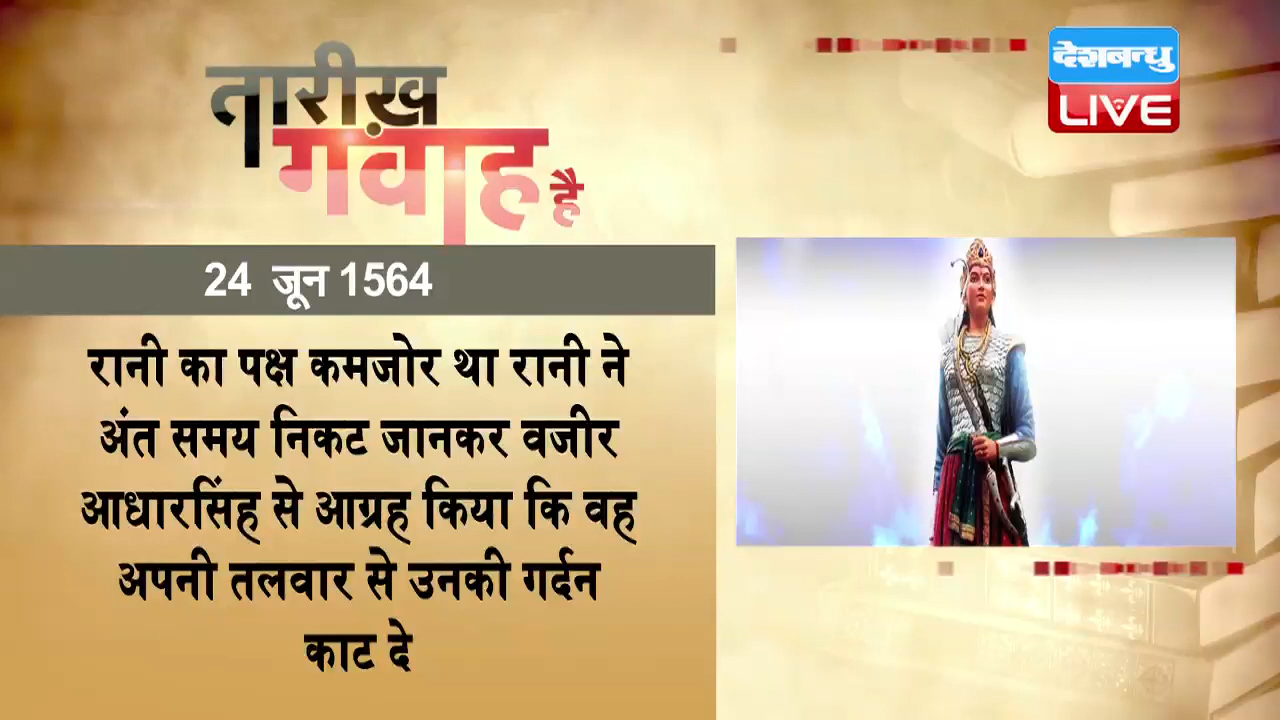 तारीख़
गवाह है
देशबन्धु
LIVE
24 जून 1564
रानी का पक्ष कमजोर था रानी ने
अंत समय निकट जानकर वजीर
आधारसिंह से आग्रह किया कि वह
अपनी तलवार से उनकी गर्दन
काट दे